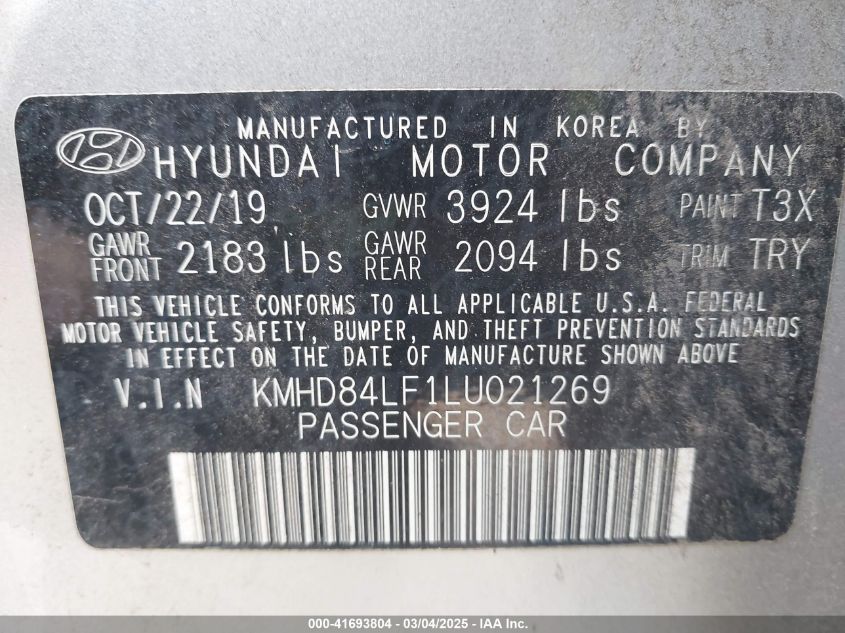 MANUFACTURED IN KOREA BY
HYUNDAI MOTOR COMPANY
OCT/22/19 GVWR 3924 lbs PAINT T3X
GAWR FRONT 2183 lbs GAWR REAR 2094 lbs TRIM TRY
THIS VEHICLE CONFORMS TO ALL APPLICABLE U.S.A. FEDERAL
MOTOR VEHICLE SAFETY, BUMPER, AND THEFT PREVENTION STANDARDS
IN EFFECT ON THE DATE OF MANUFACTURE SHOWN ABOVE
V.I.N KMHD84LF1LU021269
PASSENGER CAR
000-41693804 - 03/04/2025 - IAA Inc.